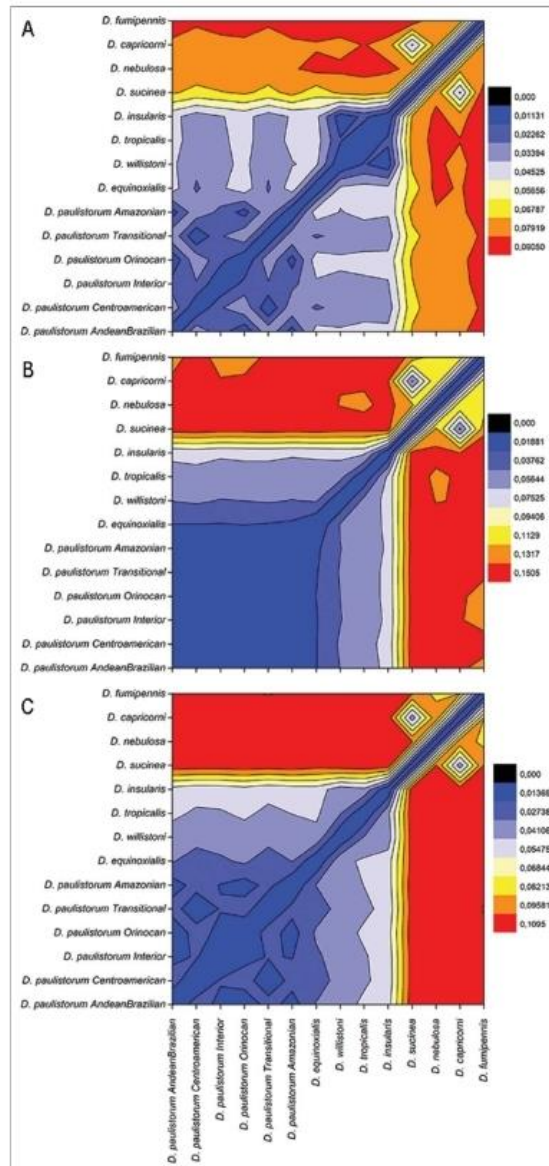 A
D. fumipennis
D. capricorni
D. nebulosa
D. sucinea
D. insularis
D. tropicalis
D. willistoni
D. equinoxialis
D. paulistorum Amazonian
D. paulistorum Transitional
D. paulistorum Orinocan
D. paulistorum Interior
D. paulistorum Centroamerican
D. paulistorum AndeanBrazilian
0,000
0,01131
0,02262
0,03394
0,04525
0,05656
0,06787
0,07919
0,09050
B
D. fumipennis
D. capricorni
D. nebulosa
D. sucinea
D. insularis
D. tropicalis
D. willistoni
D. equinoxialis
D. paulistorum Amazonian
D. paulistorum Transitional
D. paulistorum Orinocan
D. paulistorum Interior
D. paulistorum Centroamerican
D. paulistorum AndeanBrazilian
0,000
0,01881
0,03762
0,05644
0,07525
0,09406
0,1129
0,1317
0,1505
C
D. fumipennis
D. capricorni
D. nebulosa
D. sucinea
D. insularis
D. tropicalis
D. willistoni
D. equinoxialis
D. paulistorum Amazonian
D. paulistorum Transitional
D. paulistorum Orinocan
D. paulistorum Interior
D. paulistorum Centroamerican
D. paulistorum AndeanBrazilian
0,000
0,01369
0,02738
0,04106
0,05475
0,06844
0,08213
0,09581
0,1095
D. paulistorum AndeanBrazilian
D. paulistorum Centroamerican
D. paulistorum Interior
D. paulistorum Orinocan
D. paulistorum Transitional
D. paulistorum Amazonian
D. equinoxialis
D. willistoni
D. tropicalis
D. insularis
D. sucinea
D. nebulosa
D. capricorni
D. fumipennis